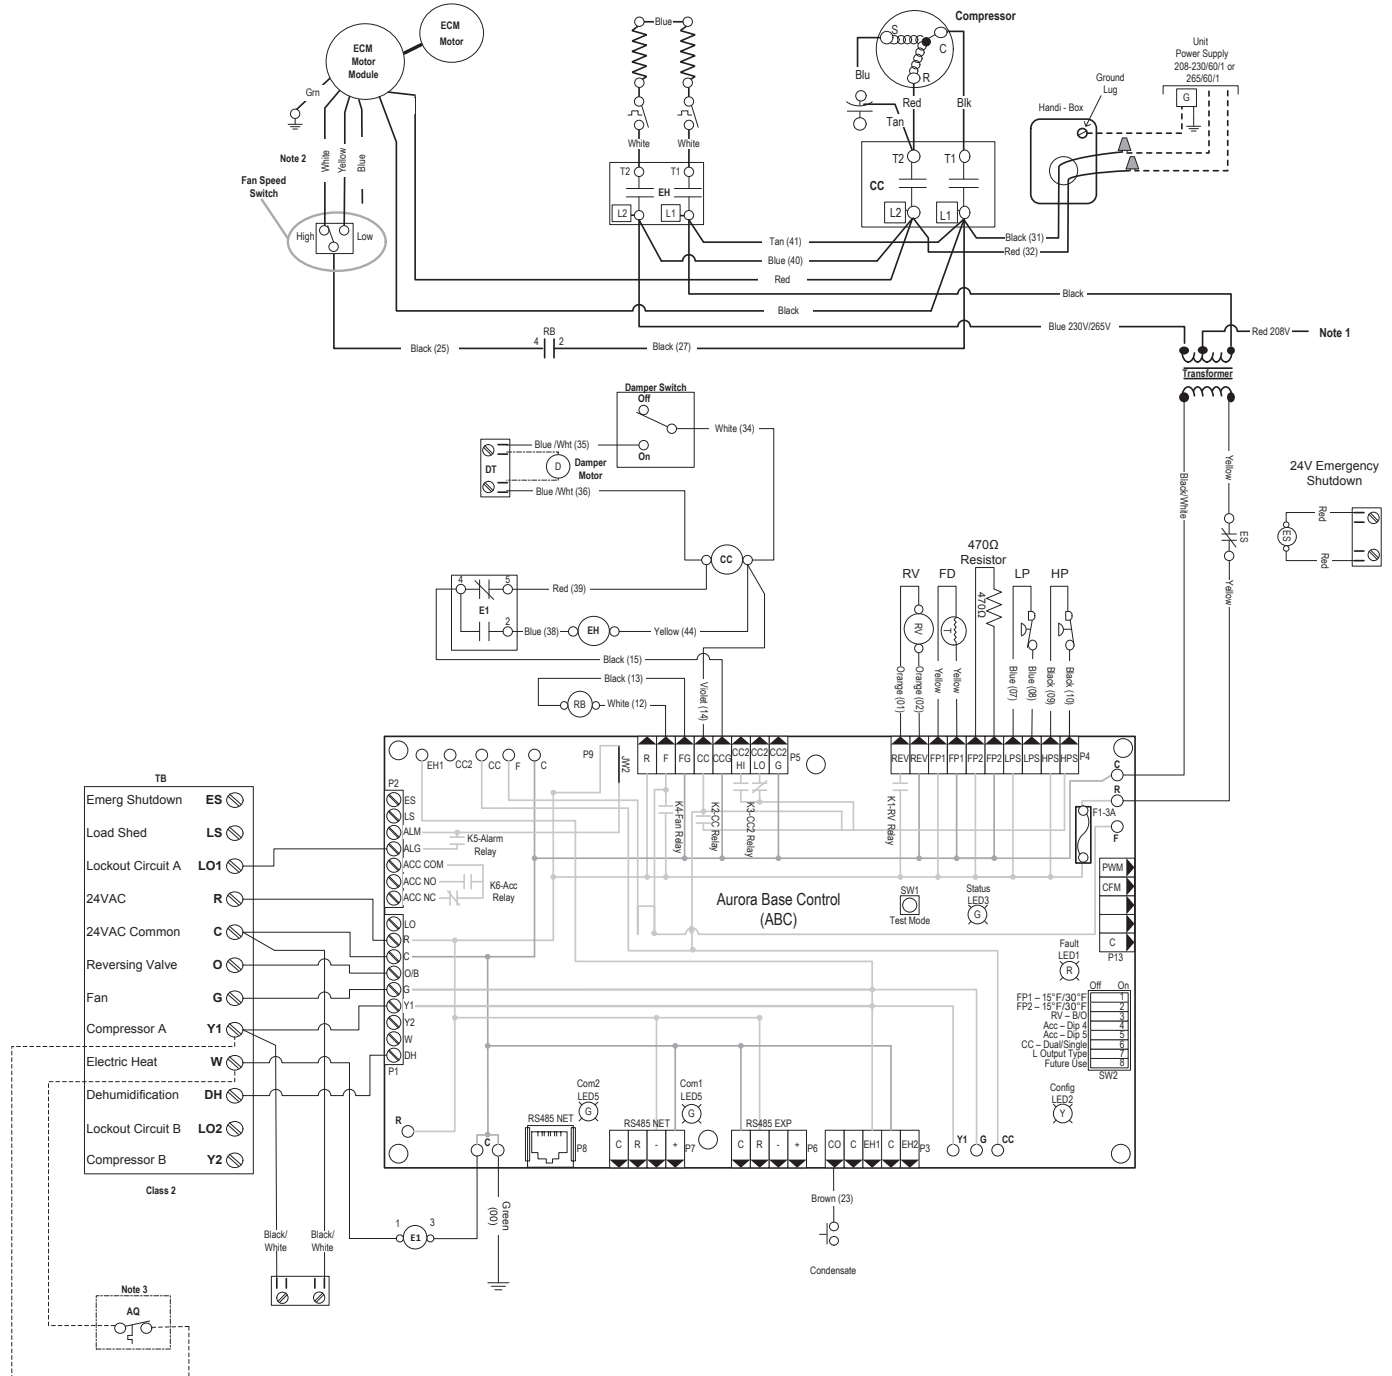 ECM
Motor
ECM
Motor
Module
Grn
White
Yellow
Blue
Note 2
Fan Speed
Switch
High
Low
Blue
White
White
T2
T1
EH
L2
L1
Compressor
S
C
R
Blu
Red
Blk
Tan
T2
T1
CC
L2
L1
Unit
Power Supply
208-230/60/1 or
265/60/1
G
Ground
Lug
Handi - Box
Black (31)
Red (32)
Tan (41)
Blue (40)
Red
Black
Black
Blue 230V/265V
Red 208V
Note 1
Transformer
RB
4
2
Black (25)
Black (27)
Damper Switch
Off
On
White (34)
Blue /Wht (35)
DT
D
Damper
Motor
Blue /Wht (36)
CC
4
5
E1
2
Red (39)
Blue (38)
EH
Yellow (44)
Black (15)
Black (13)
RB
White (12)
Violet (14)
470Ω
Resistor
RV
FD
LP
HP
RV
T
470Ω
Orange (01)
Orange (02)
Yellow
Yellow
Blue (07)
Blue (08)
Black (09)
Black (10)
Black/White
Yellow
ES
Yellow
24V Emergency
Shutdown
Red
ES
Red
TB
Emerg Shutdown ES
Load Shed LS
Lockout Circuit A LO1
24VAC R
24VAC Common C
Reversing Valve O
Fan G
Compressor A Y1
Electric Heat W
Dehumidification DH
Lockout Circuit B LO2
Compressor B Y2
Class 2
EH1
CC2
CC
F
C
P9
JW2
R
F
FG
CC
CCG
CC2
HI
CC2
LO
CC2
G
P5
REV
REV
FP1
FP1
FP2
FP2
LPS
LPS
HPS
HPS
P4
C
R
F1-3A
F
P2
ES
LS
ALM
ALG
ACC COM
ACC NO
ACC NC
K5-Alarm
Relay
K6-Acc
Relay
K4-Fan Relay
K2-CC Relay
K3-CC2 Relay
K1-RV Relay
LO
R
C
O/B
G
Y1
Y2
W
DH
P1
Aurora Base Control
(ABC)
SW1
Test Mode
Status
LED3
G
Fault
LED1
R
PWM
CFM
C
P13
Off
On
FP1 – 15°F/30°F 1
FP2 – 15°F/30°F 2
RV – B/O 3
Acc – Dip 4 4
Acc – Dip 5 5
CC – Dual/Single 6
L Output Type 7
Future Use 8
SW2
Config
LED2
Y
Com2
LED5
G
Com1
LED5
G
R
C
RS485 NET
P8
RS485 NET
C R - +
P7
RS485 EXP
C R - +
P6
CO C EH1 C EH2
P3
Y1
G
CC
Green
(00)
Brown (23)
Condensate
1
E1
3
Black/
White
Black/
White
Note 3
AQ